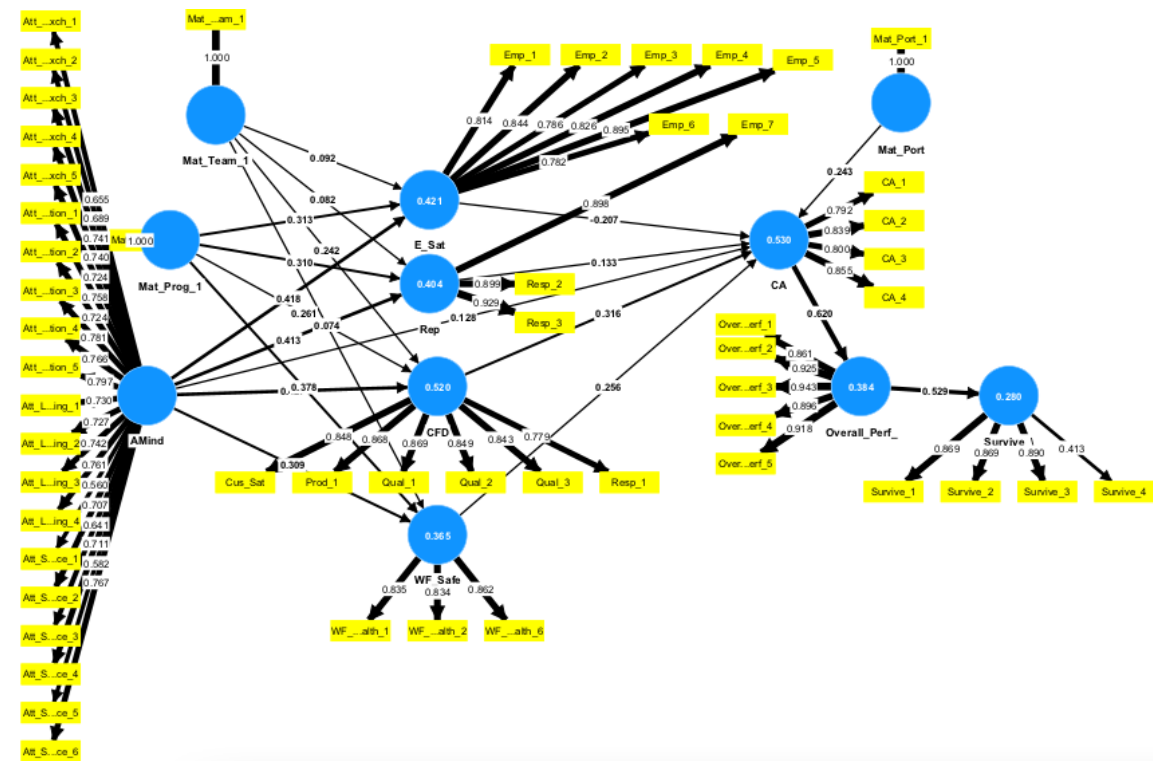 Att_...xch_1
Att_...xch_2
Att_...xch_3
Att_...xch_4
Att_...xch_5
Att_...tion_1
Att_...tion_2
Att_...tion_3
Att_...tion_4
Att_...tion_5
Att_L...ing_1
Att_L...ing_2
Att_L...ing_3
Att_L...ing_4
Att_S...ce_1
Att_S...ce_2
Att_S...ce_3
Att_S...ce_4
Att_S...ce_5
Att_S...ce_6
0.655
0.689
0.741
0.740
0.724
0.758
0.724
0.781
0.766
0.797
0.730
0.727
0.742
0.761
0.560
0.707
0.641
0.711
0.582
0.767
AMind
Mat_...am_1
1.000
Mat_Team_1
1.000
Mat_Prog_1
0.092
0.082
0.242
0.074
0.313
0.310
0.261
0.418
0.413
0.128
0.378
0.309
Emp_1
Emp_2
Emp_3
Emp_4
Emp_5
Emp_6
Emp_7
0.814
0.844
0.786
0.826
0.895
0.782
0.898
0.421
E_Sat
0.404
Rep
0.899
Resp_2
0.929
Resp_3
0.520
CFD
0.848
0.868
0.869
0.849
0.843
0.779
Cus_Sat
Prod_1
Qual_1
Qual_2
Qual_3
Resp_1
0.365
WF_Safe
0.835
0.834
0.862
WF_...alth_1
WF_...alth_2
WF_...alth_6
-0.207
0.133
0.316
0.256
Mat_Port_1
1.000
Mat_Port
0.243
0.530
CA
0.792
0.839
0.800
0.855
CA_1
CA_2
CA_3
CA_4
0.620
Over...erf_1
Over...erf_2
Over...erf_3
Over...erf_4
Over...erf_5
0.861
0.925
0.943
0.896
0.918
0.384
Overall_Perf_
0.529
0.280
Survive_
0.869
0.869
0.890
0.413
Survive_1
Survive_2
Survive_3
Survive_4